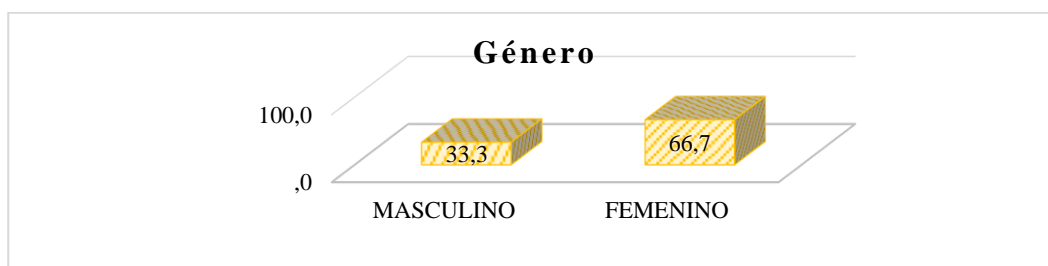 Género
100,0
,0
33,3
66,7
MASCULINO
FEMENINO